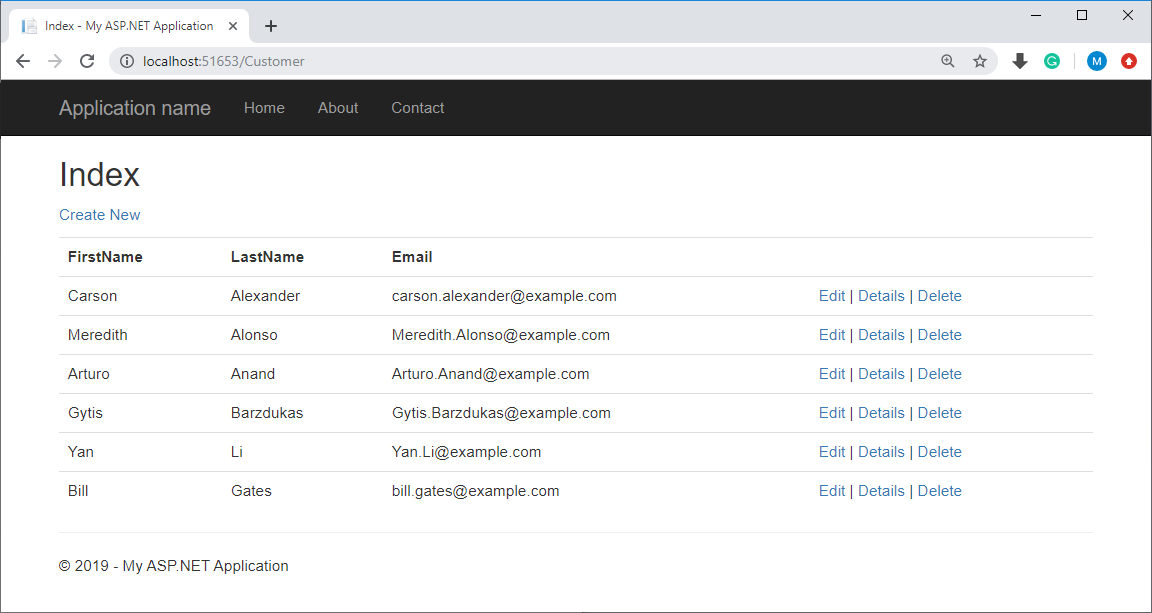 Index - My ASP.NET Application
localhost:51653/Customer
M
Application name Home About Contact
Index
Create New
FirstName LastName Email
Carson Alexander carson.alexander@example.com Edit | Details | Delete
Meredith Alonso Meredith.Alonso@example.com Edit | Details | Delete
Arturo Anand Arturo.Anand@example.com Edit | Details | Delete
Gytis Barzdukas Gytis.Barzdukas@example.com Edit | Details | Delete
Yan Li Yan.Li@example.com Edit | Details | Delete
Bill Gates bill.gates@example.com Edit | Details | Delete
© 2019 - My ASP.NET Application